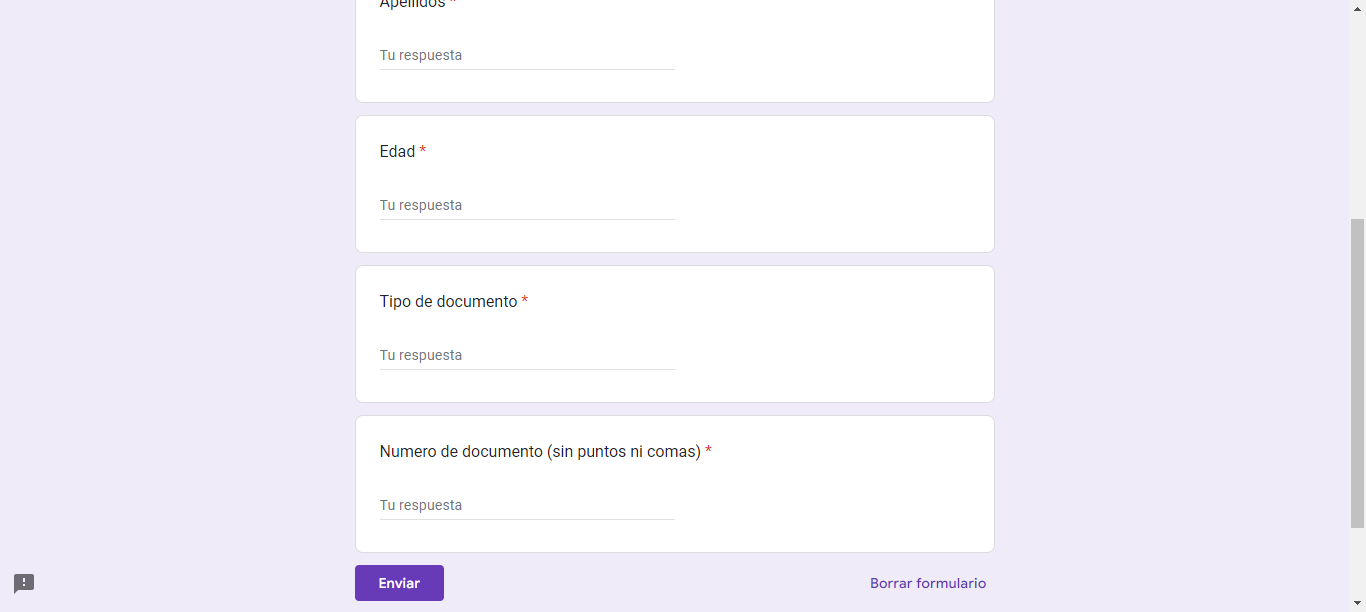 Apellidos *
Tu respuesta
Edad *
Tu respuesta
Tipo de documento *
Tu respuesta
Numero de documento (sin puntos ni comas) *
Tu respuesta
Enviar
Borrar formulario